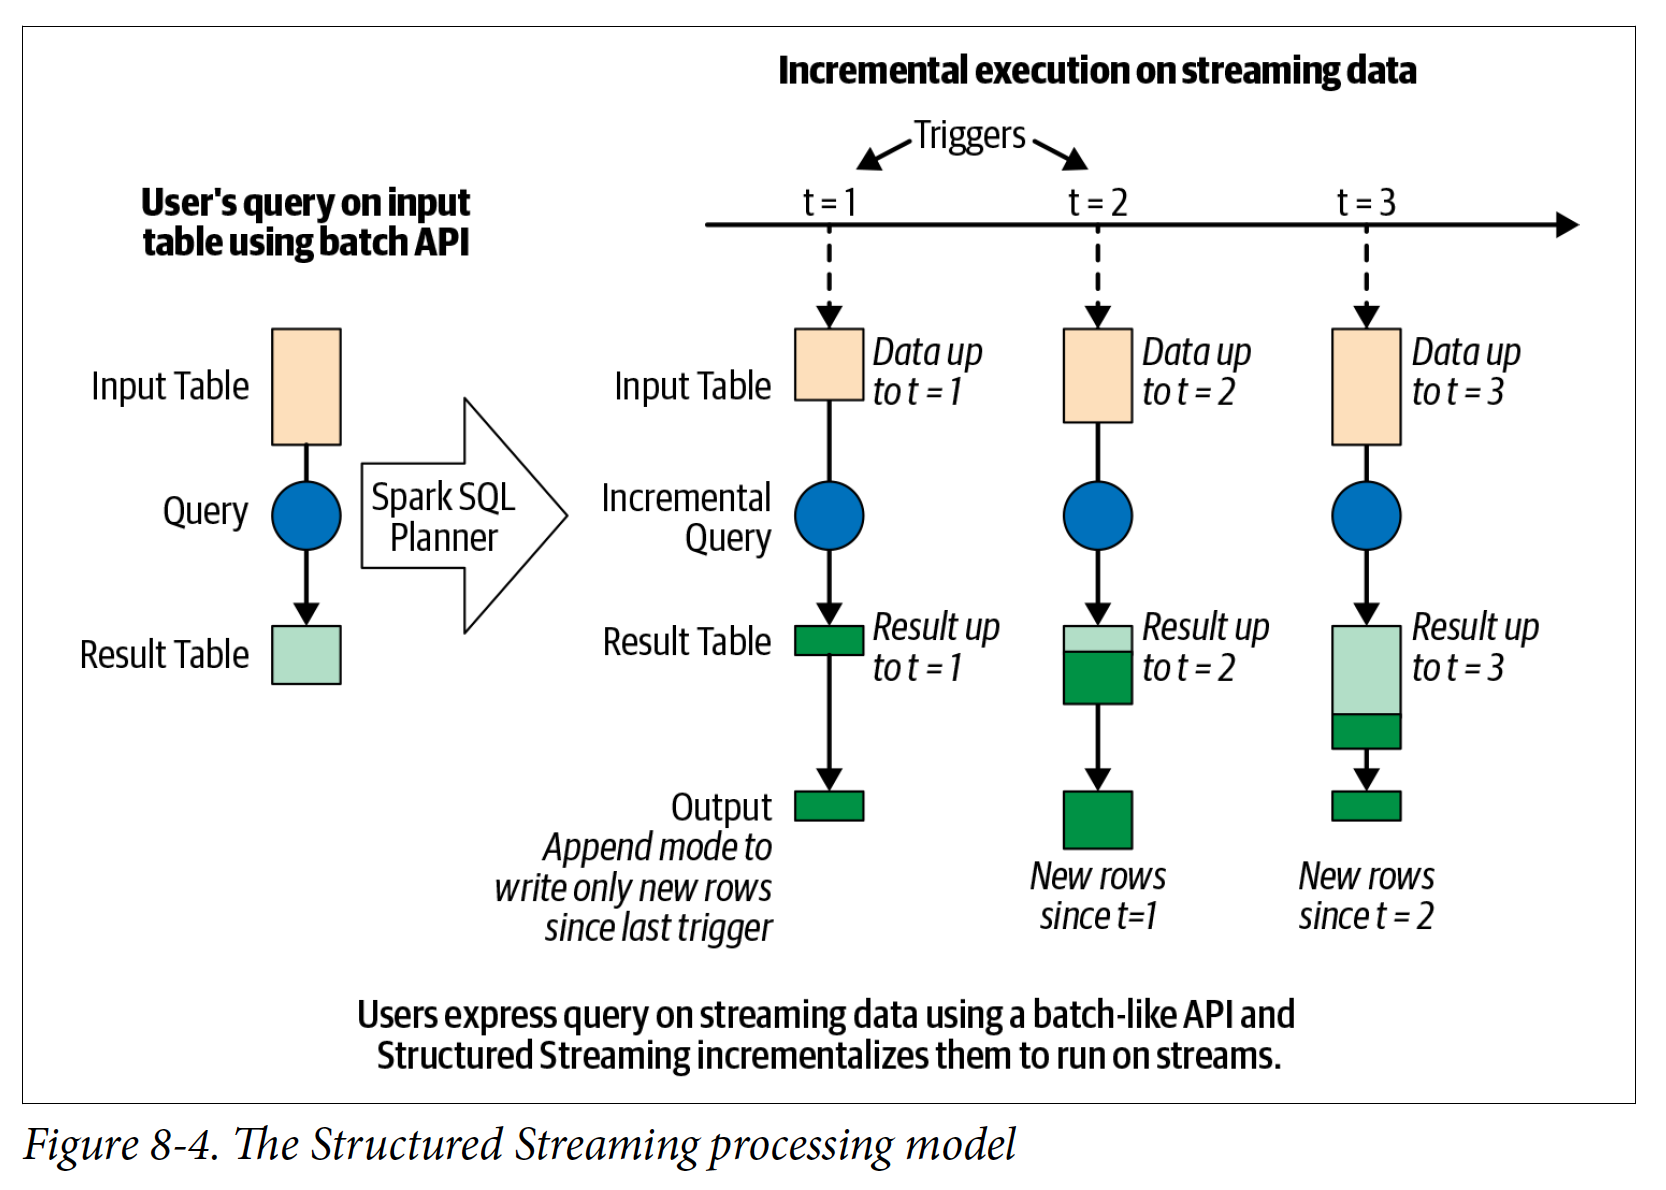 Incremental execution on streaming data
Triggers
User's query on input
table using batch API
t = 1
t = 2
t = 3
Input Table
Query
Result Table
Spark SQL
Planner
Input Table
Data up
to t = 1
Data up
to t = 2
Data up
to t = 3
Incremental
Query
Result Table
Result up
to t = 1
Result up
to t = 2
Result up
to t = 3
Output
Append mode to
write only new rows
since last trigger
New rows
since t=1
New rows
since t = 2
Users express query on streaming data using a batch-like API and
Structured Streaming incrementalizes them to run on streams.
Figure 8-4. The Structured Streaming processing model